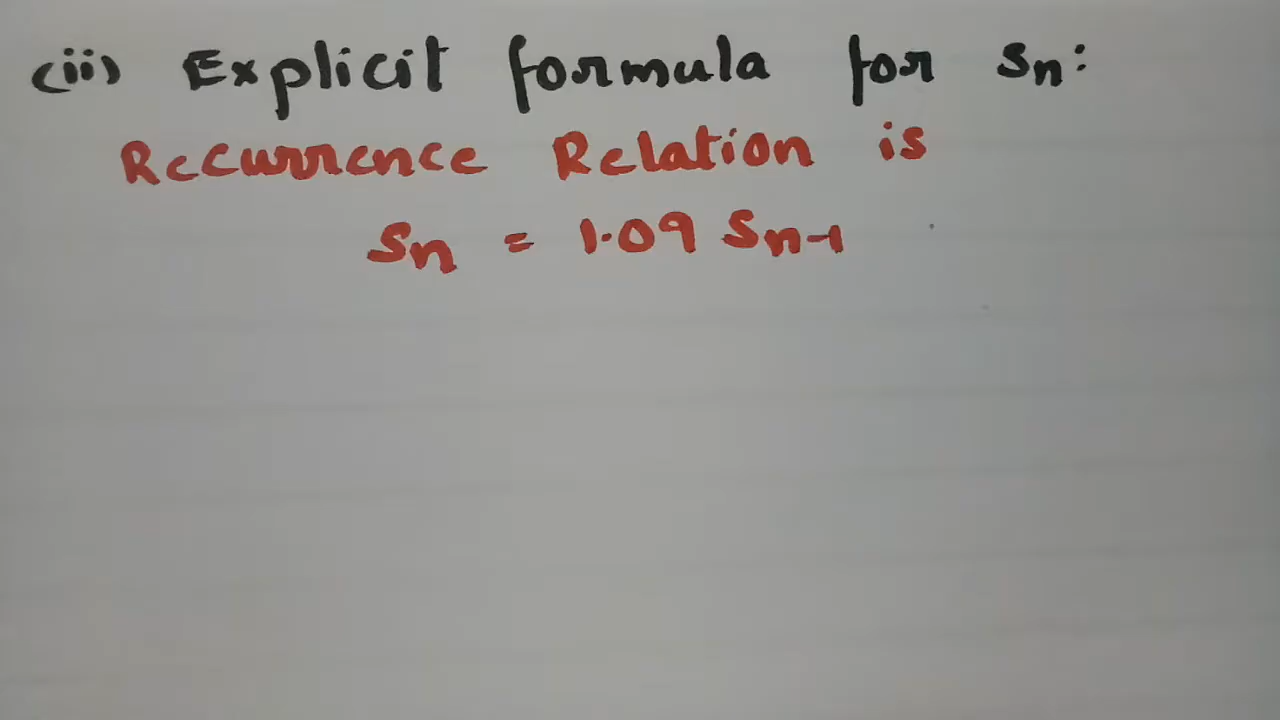 (ii) Explicit formula for Sn:
Recurrence Relation is
Sn = 1.09 Sn-1